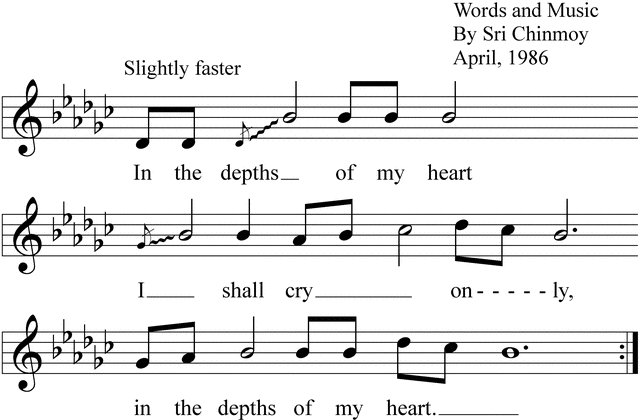 Words and Music
By Sri Chinmoy
April, 1986
Slightly faster
In the depths_ of my heart
I____ shall cry________ on-----ly,
in the depths of my heart._______